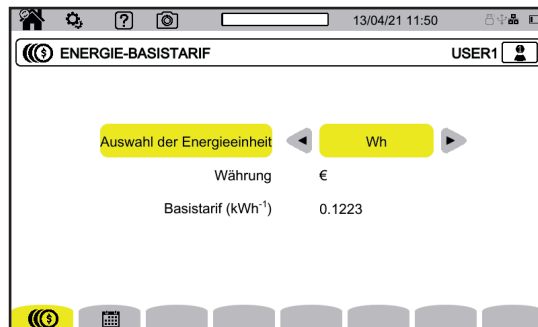 13/04/21 11:50
ENERGIE-BASISTARIF USER1
Auswahl der Energieeinheit Wh
Währung €
Basistarif (kWh⁻¹) 0.1223